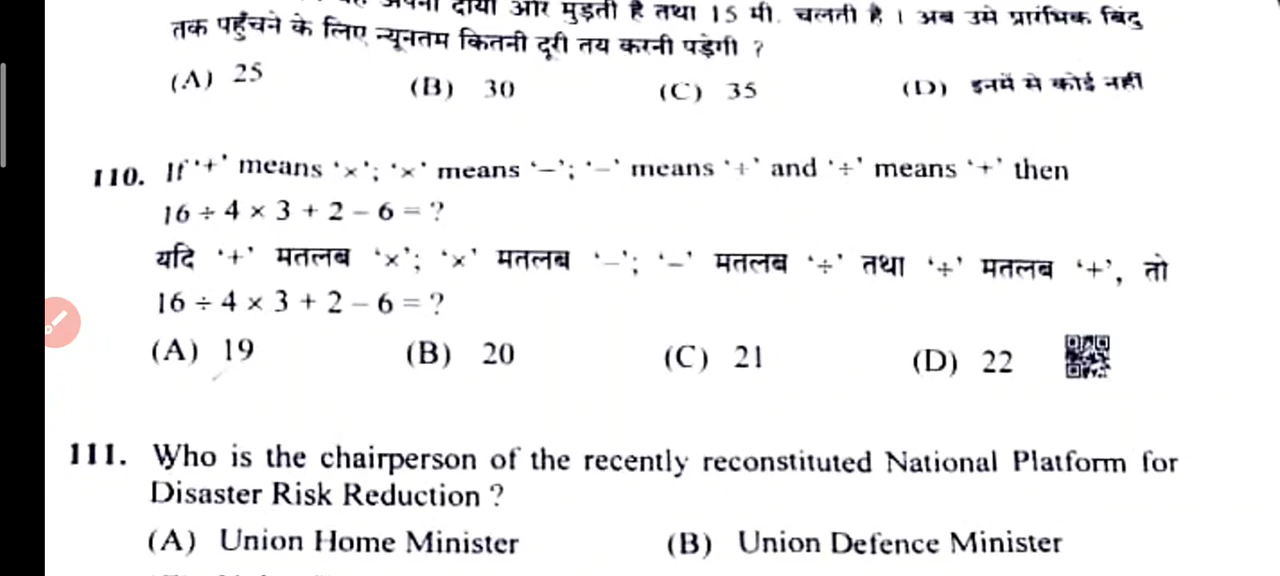 अपनी दायीं ओर मुड़ती है तथा 15 मी. चलती है । अब उसे प्रारंभिक बिंदु
तक पहुँचने के लिए न्यूनतम कितनी दूरी तय करनी पड़ेगी ?
(A) 25 (B) 30 (C) 35 (D) इनमें से कोई नहीं
110. If '+' means '×'; '×' means '–'; '–' means '÷' and '÷' means '+' then
16 ÷ 4 × 3 + 2 – 6 = ?
यदि '+' मतलब '×'; '×' मतलब '–'; '–' मतलब '÷' तथा '÷' मतलब '+', तो
16 ÷ 4 × 3 + 2 – 6 = ?
(A) 19 (B) 20 (C) 21 (D) 22
111. Who is the chairperson of the recently reconstituted National Platform for
Disaster Risk Reduction ?
(A) Union Home Minister (B) Union Defence Minister